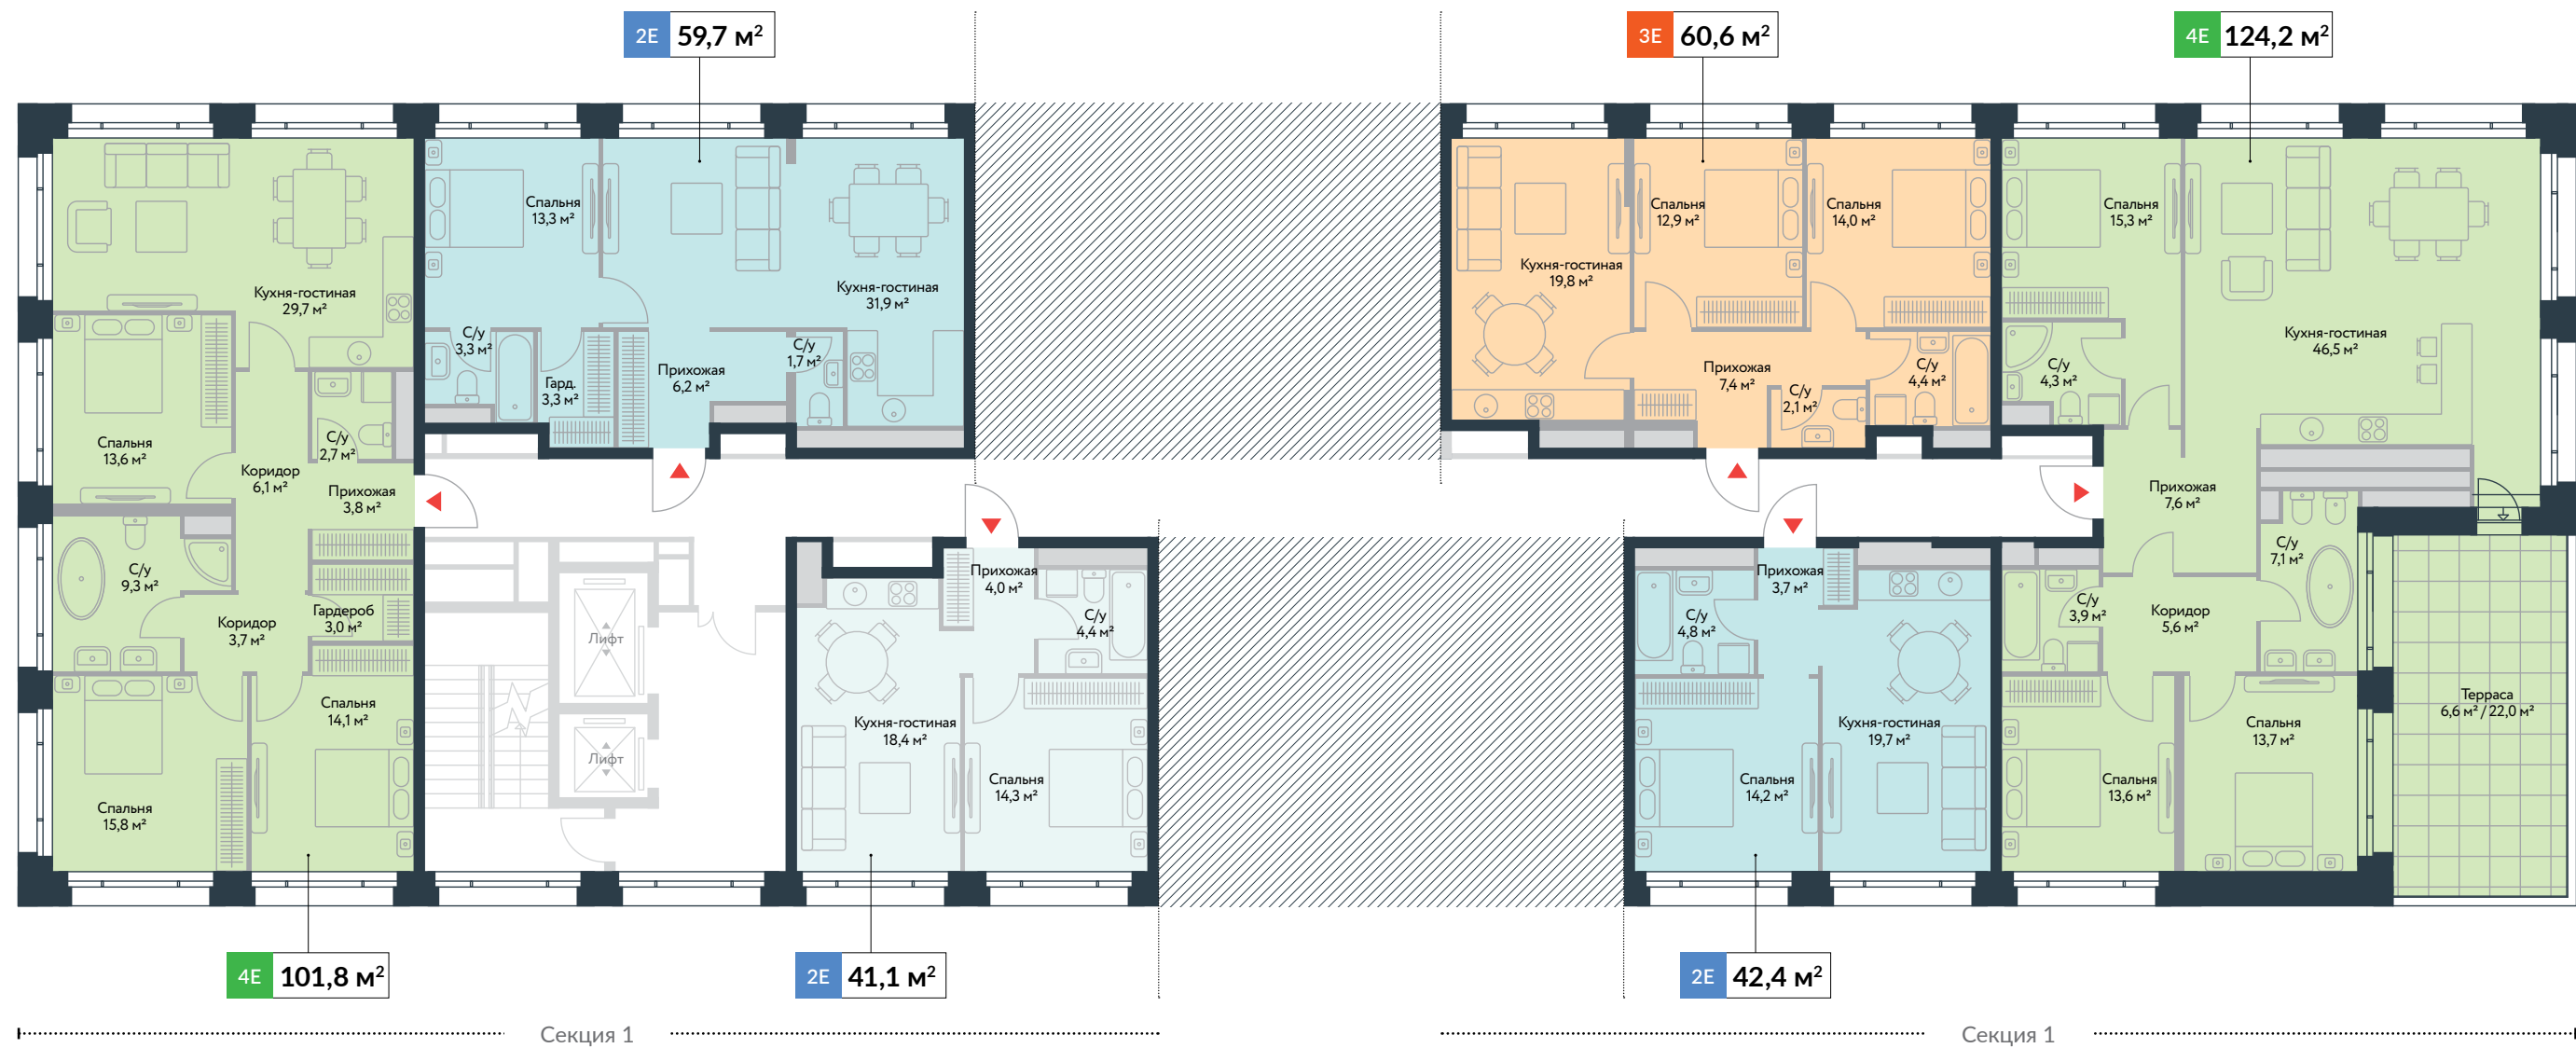 2Е 59,7 м²
3Е 60,6 м²
4Е 124,2 м²
Кухня-гостиная
29,7 м²
Спальня
13,6 м²
С/у
2,7 м²
Коридор
6,1 м²
Прихожая
3,8 м²
С/у
9,3 м²
Гардероб
3,0 м²
Коридор
3,7 м²
Спальня
14,1 м²
Спальня
15,8 м²
Спальня
13,3 м²
Кухня-гостиная
31,9 м²
С/у
3,3 м²
Гард.
3,3 м²
Прихожая
6,2 м²
С/у
1,7 м²
Лифт
Лифт
Прихожая
4,0 м²
С/у
4,4 м²
Кухня-гостиная
18,4 м²
Спальня
14,3 м²
Кухня-гостиная
19,8 м²
Спальня
12,9 м²
Спальня
14,0 м²
Прихожая
7,4 м²
С/у
2,1 м²
С/у
4,4 м²
Прихожая
3,7 м²
С/у
4,8 м²
Кухня-гостиная
19,7 м²
Спальня
14,2 м²
Спальня
15,3 м²
Кухня-гостиная
46,5 м²
С/у
4,3 м²
Прихожая
7,6 м²
С/у
7,1 м²
С/у
3,9 м²
Коридор
5,6 м²
Терраса
6,6 м² / 22,0 м²
Спальня
13,7 м²
Спальня
13,6 м²
4Е 101,8 м²
2Е 41,1 м²
2Е 42,4 м²
Секция 1
Секция 1